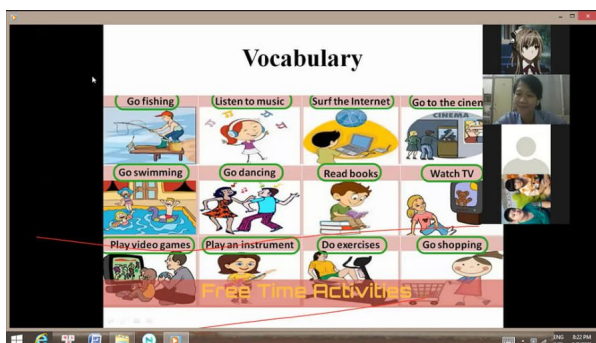 Vocabulary
Go fishing
Listen to music
Surf the Internet
Go to the cinem
CINEMA
Go swimming
Go dancing
Read books
Watch TV
Play video games
Play an instrument
Do exercises
Go shopping
Free Time Activities
ENG 8:22 PM